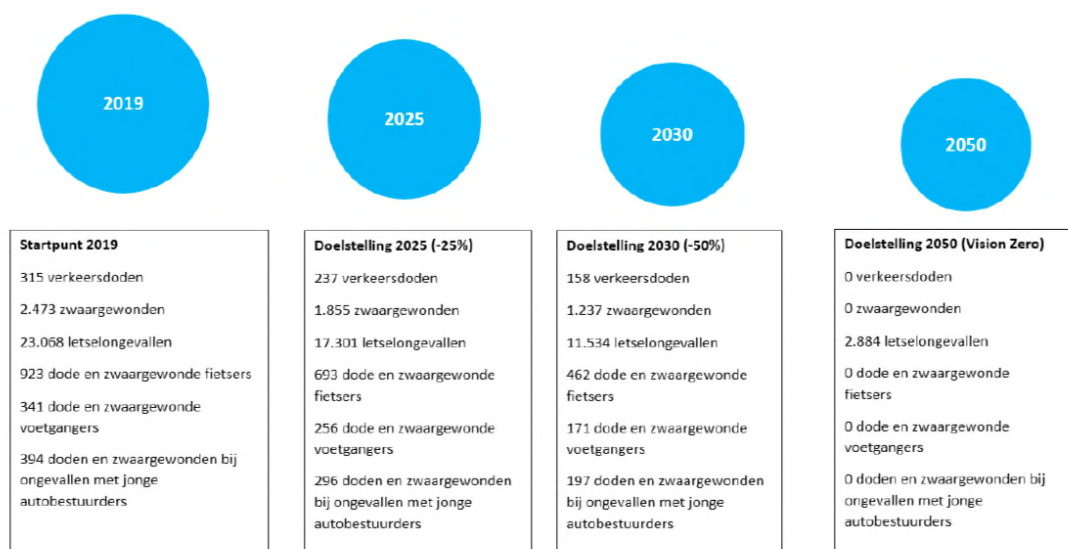 2019
2025
2030
2050
Startpunt 2019
315 verkeersdoden
2.473 zwaargewonden
23.068 letselongevallen
923 dode en zwaargewonde fietsers
341 dode en zwaargewonde
voetgangers
394 doden en zwaargewonden bij
ongevallen met jonge
autobestuurders
Doelstelling 2025 (-25%)
237 verkeersdoden
1.855 zwaargewonden
17.301 letselongevallen
693 dode en zwaargewonde
fietsers
256 dode en zwaargewonde
voetgangers
296 doden en zwaargewonden
bij ongevallen met jonge
autobestuurders
Doelstelling 2030 (-50%)
158 verkeersdoden
1.237 zwaargewonden
11.534 letselongevallen
462 dode en zwaargewonde
fietsers
171 dode en zwaargewonde
voetgangers
197 doden en zwaargewonden
bij ongevallen met jonge
autobestuurders
Doelstelling 2050 (Vision Zero)
0 verkeersdoden
0 zwaargewonden
2.884 letselongevallen
0 dode en zwaargewonde
fietsers
0 dode en zwaargewonde
voetgangers
0 doden en zwaargewonden bij
ongevallen met jonge
autobestuurders